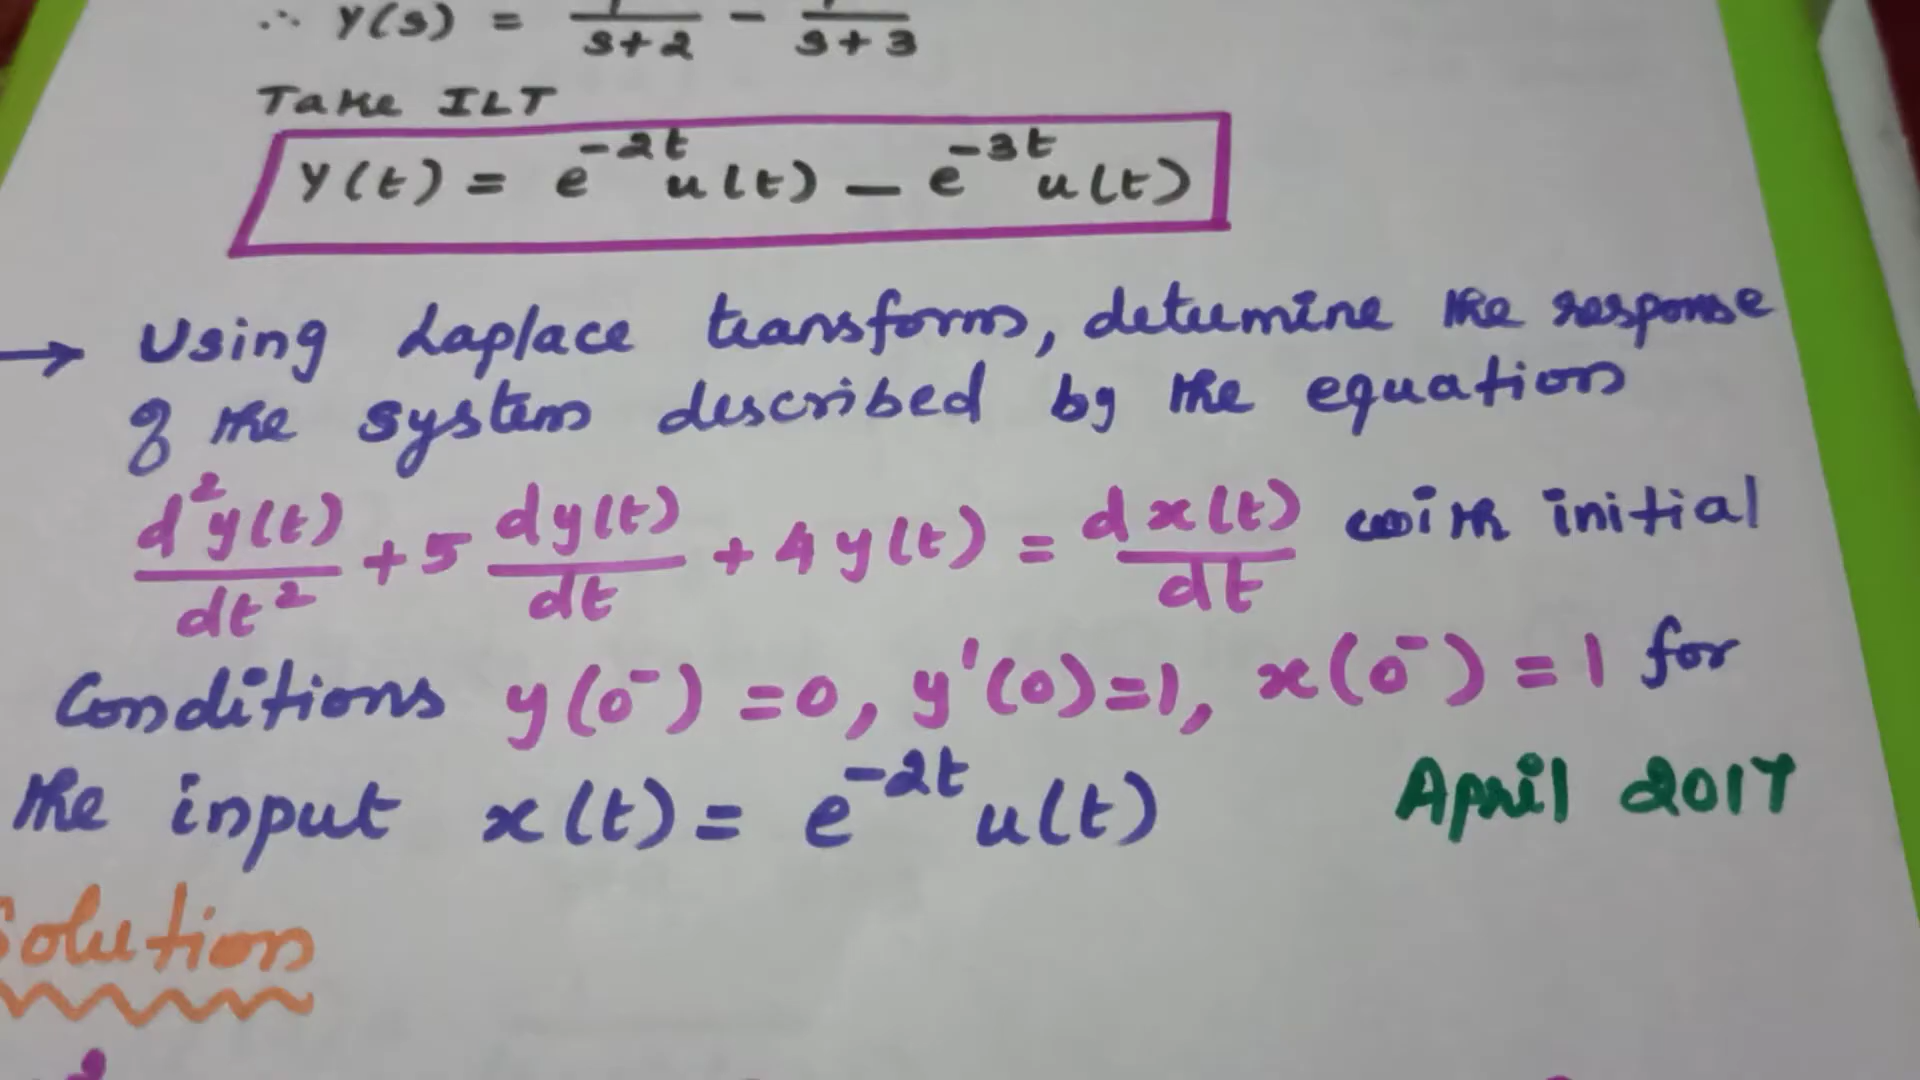 ∴ Y(s) = 1/(s+2) − 1/(s+3)
Take ILT
y(t) = e^{-2t} u(t) − e^{-3t} u(t)
→ Using Laplace transform, determine the response
of the system described by the equation
d²y(t)/dt² + 5 dy(t)/dt + 4 y(t) = dx(t)/dt with initial
Conditions y(0⁻) = 0, y'(0) = 1, x(0⁻) = 1 for
the input x(t) = e^{-2t} u(t) April 2017
Solution